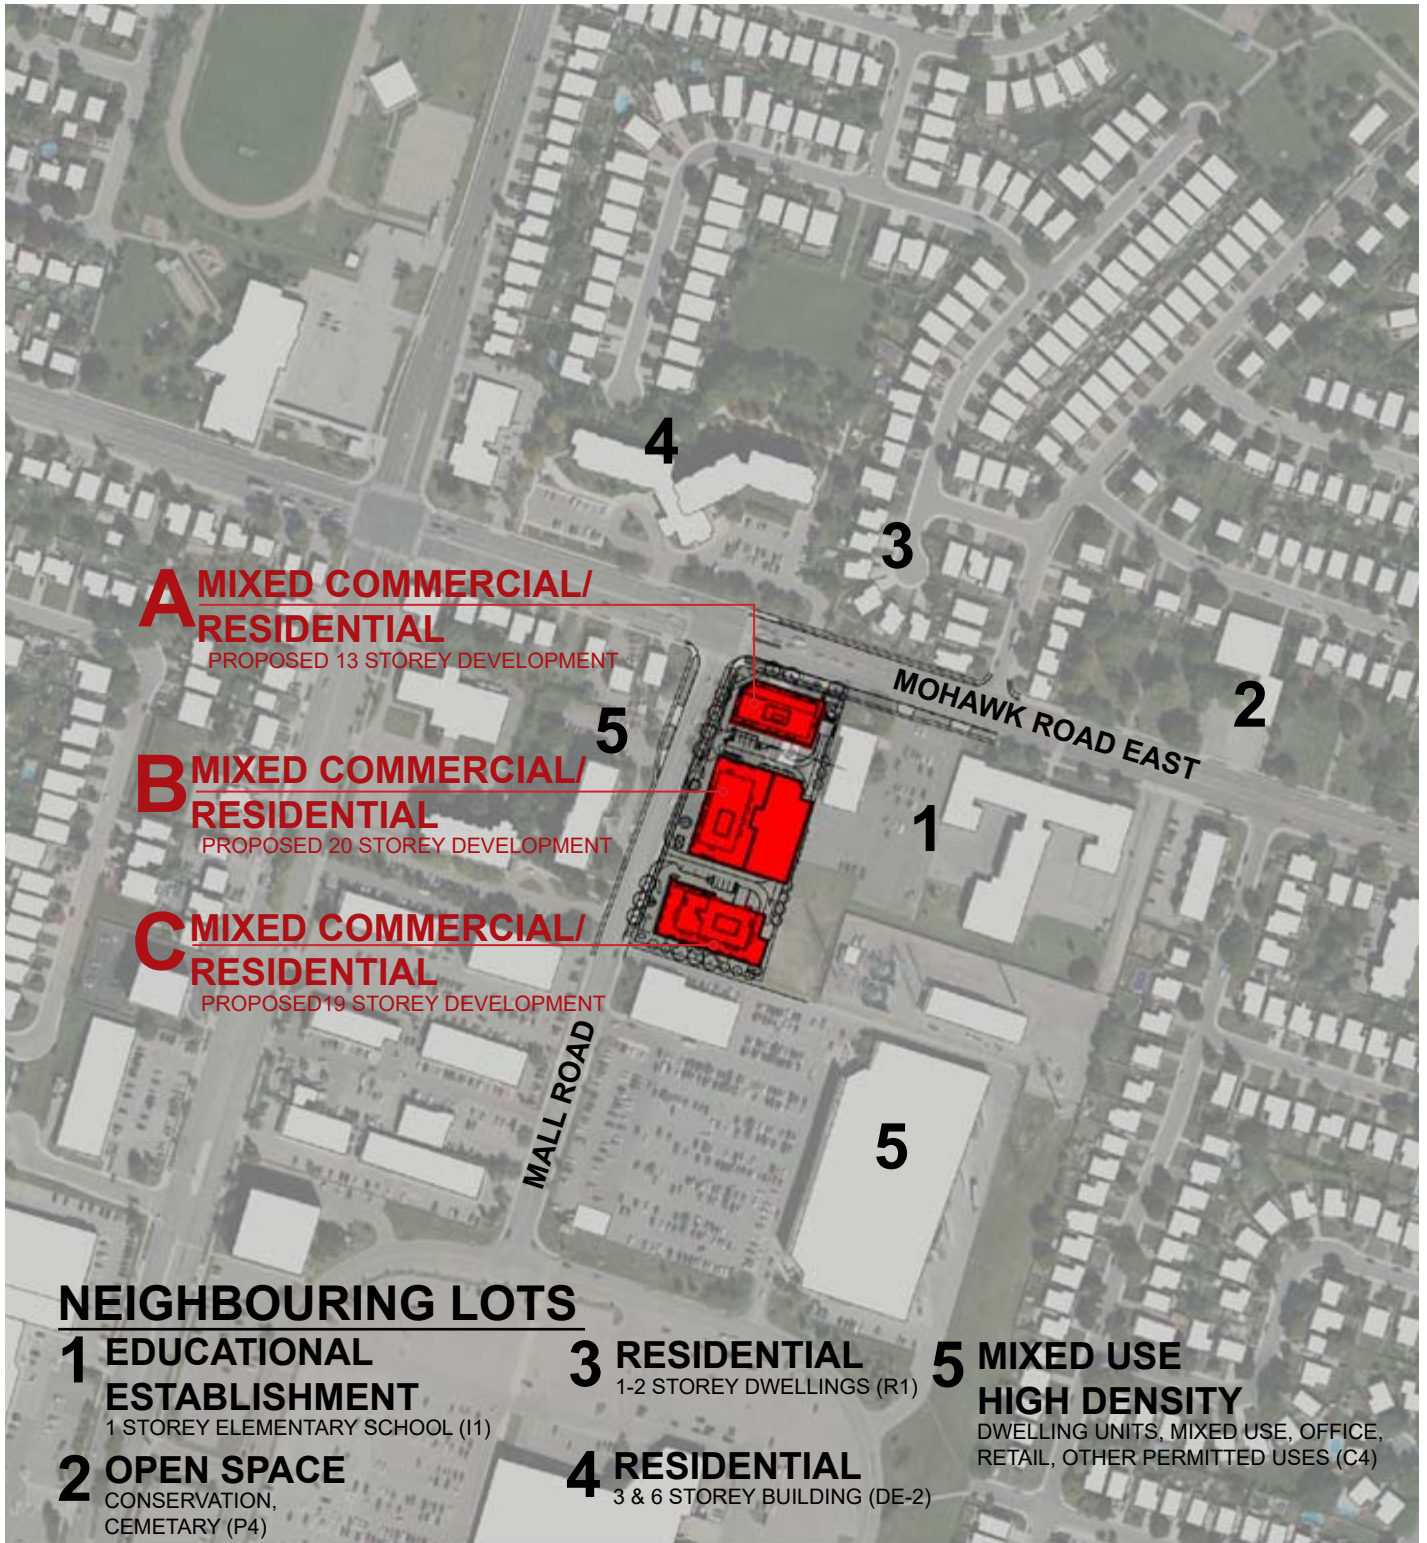 4
3
A MIXED COMMERCIAL/
RESIDENTIAL
PROPOSED 13 STOREY DEVELOPMENT
MOHAWK ROAD EAST
2
5
B MIXED COMMERCIAL/
RESIDENTIAL
PROPOSED 20 STOREY DEVELOPMENT
1
C MIXED COMMERCIAL/
RESIDENTIAL
PROPOSED19 STOREY DEVELOPMENT
MALL ROAD
5
NEIGHBOURING LOTS
1 EDUCATIONAL
ESTABLISHMENT
1 STOREY ELEMENTARY SCHOOL (I1)
2 OPEN SPACE
CONSERVATION,
CEMETARY (P4)
3 RESIDENTIAL
1-2 STOREY DWELLINGS (R1)
4 RESIDENTIAL
3 & 6 STOREY BUILDING (DE-2)
5 MIXED USE
HIGH DENSITY
DWELLING UNITS, MIXED USE, OFFICE,
RETAIL, OTHER PERMITTED USES (C4)